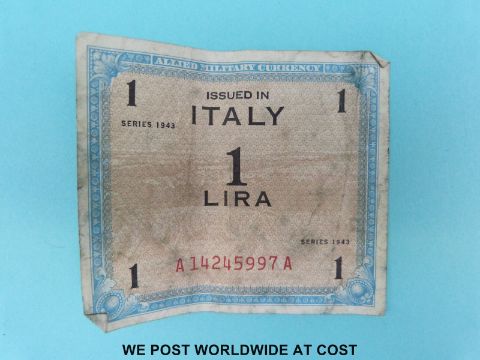 ALLIED MILITARY CURRENCY
1
ISSUED IN
1
ITALY
SERIES 1943
1
LIRA
SERIES 1943
A14245997A
1
1
WE POST WORLDWIDE AT COST